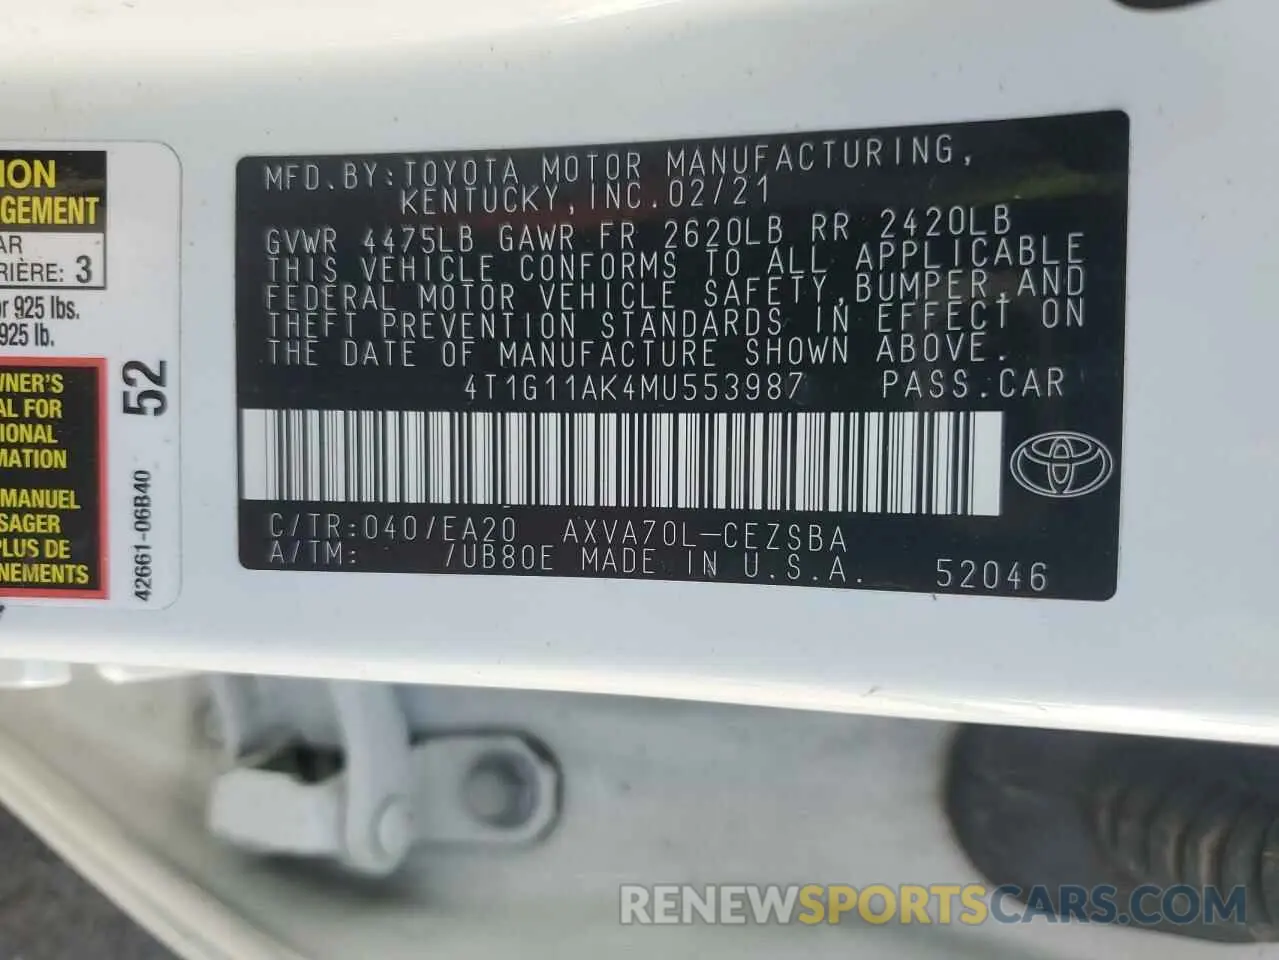 ION
GEMENT
AR
RIÈRE: 3
or 925 lbs.
925 lb.
WNER'S
AL FOR
IONAL
MATION
MANUEL
SAGER
PLUS DE
NEMENTS
52
42661-06B40
MFD.BY:TOYOTA MOTOR MANUFACTURING,
KENTUCKY,INC.02/21
GVWR 4475LB GAWR FR 2620LB RR 2420LB
THIS VEHICLE CONFORMS TO ALL APPLICABLE
FEDERAL MOTOR VEHICLE SAFETY,BUMPER,AND
THEFT PREVENTION STANDARDS IN EFFECT ON
THE DATE OF MANUFACTURE SHOWN ABOVE.
4T1G11AK4MU553987 PASS.CAR
C/TR:040/EA20 AXVA70L-CEZSBA
A/TM: /UB80E MADE IN U.S.A. 52046
RENEWSPORTSCARS.COM